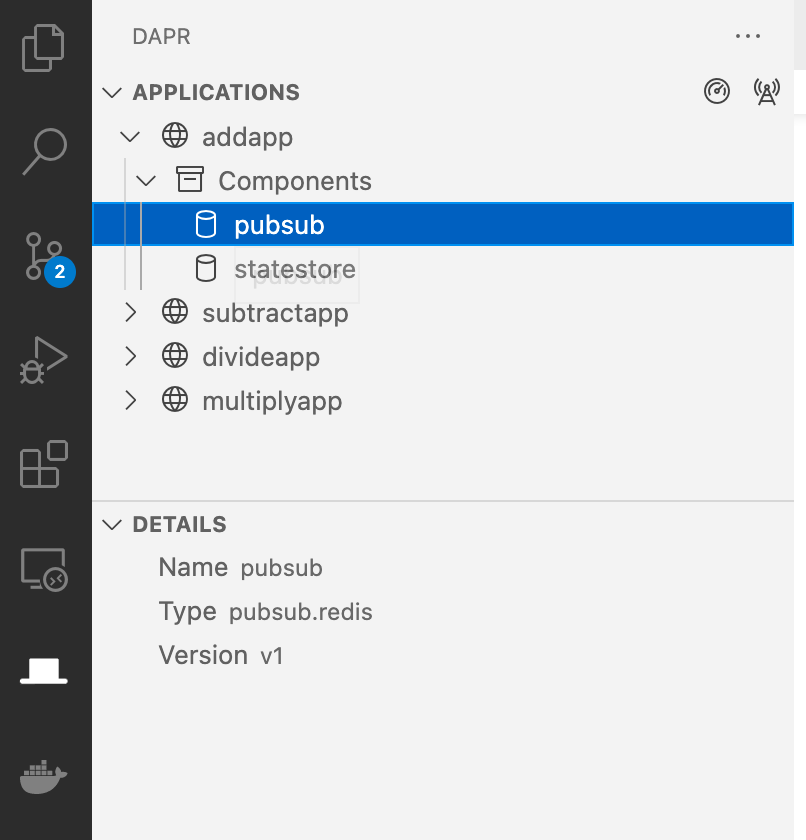 DAPR
APPLICATIONS
addapp
Components
pubsub
statestore
pubsub
subtractapp
divideapp
multiplyapp
2
DETAILS
Name pubsub
Type pubsub.redis
Version v1